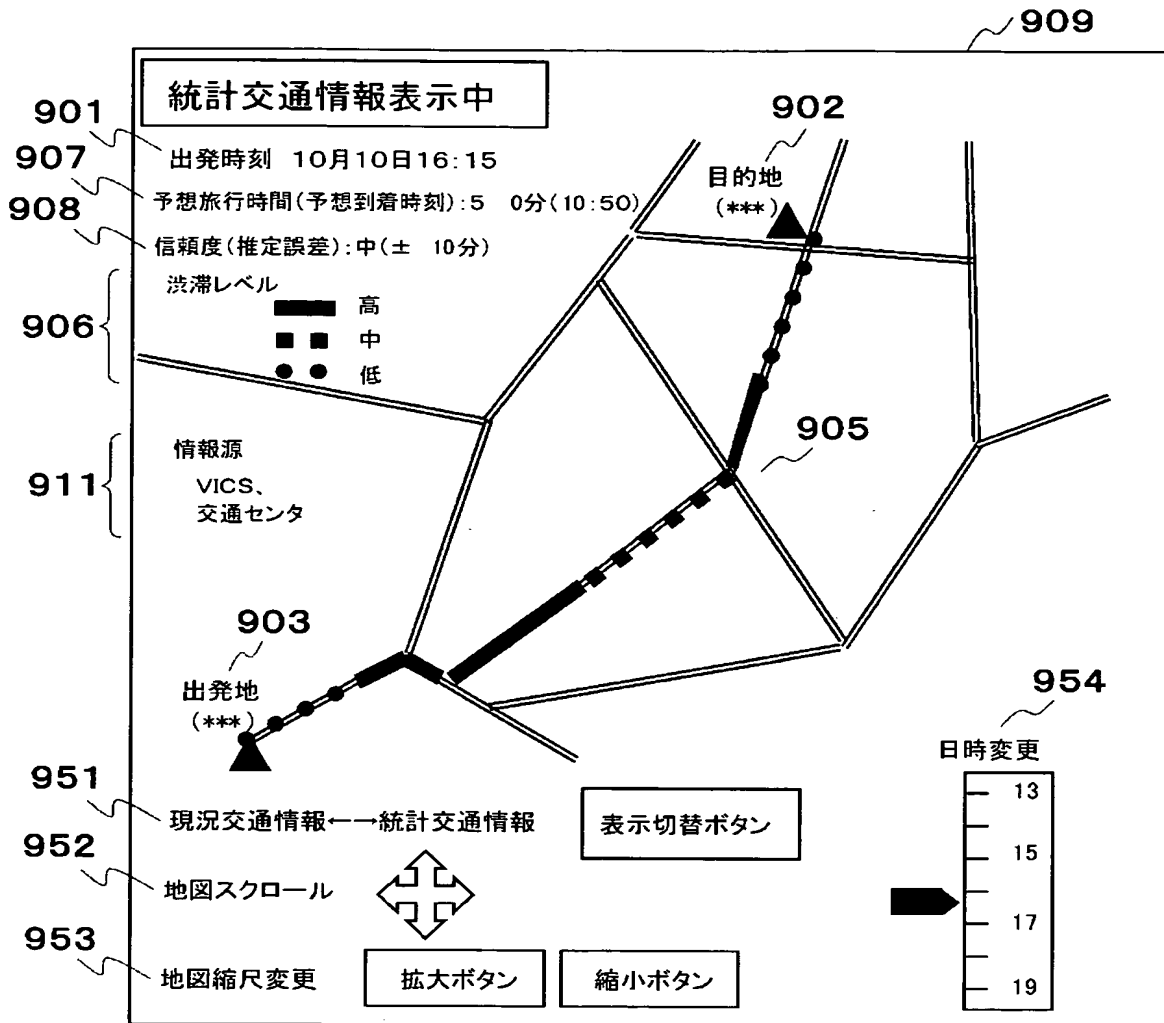 909
統計交通情報表示中
901
出発時刻 10月10日16:15
902
目的地
(***)
907
予想旅行時間(予想到着時刻):5 0分(10:50)
908
信頼度(推定誤差):中(± 10分)
渋滞レベル
906
高
中
低
905
911
情報源
VICS、
交通センタ
903
出発地
(***)
954
日時変更
13
15
17
19
951
現況交通情報←→統計交通情報
表示切替ボタン
952
地図スクロール
953
地図縮尺変更
拡大ボタン
縮小ボタン